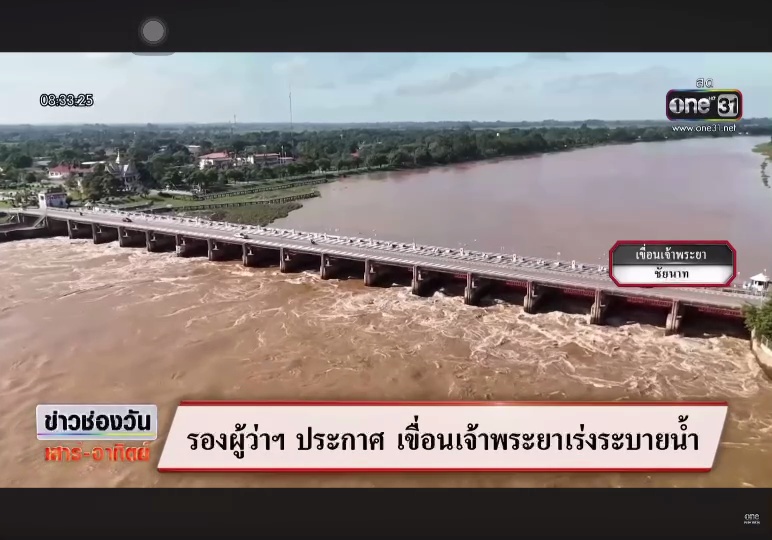 08:33:25
สด
one HD 31
www.one31.net
เขื่อนเจ้าพระยา
ชัยนาท
ข่าวช่องวัน
เสาร์-อาทิตย์
รองผู้ว่าฯ ประกาศ เขื่อนเจ้าพระยาเร่งระบายน้ำ
one